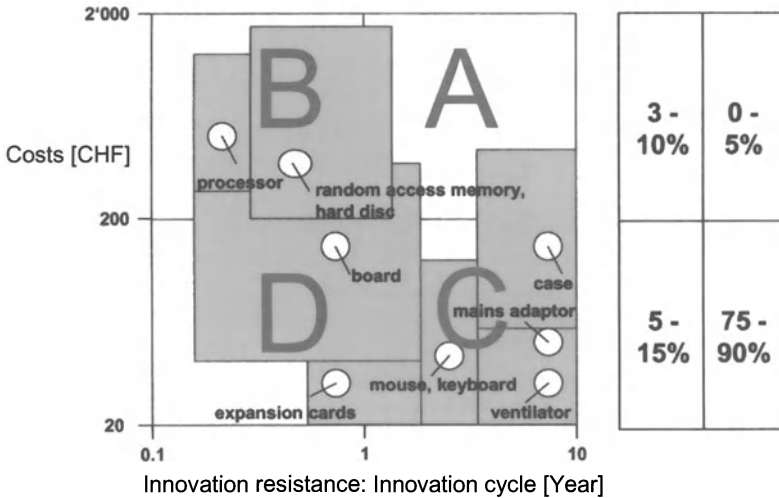 2'000
B
A
3 -
10%
0 -
5%
Costs [CHF]
processor
random access memory,
hard disc
200
board
case
D
C
mains adaptor
5 -
15%
75 -
90%
mouse, keyboard
expansion cards
ventilator
20
0.1
1
10
Innovation resistance: Innovation cycle [Year]